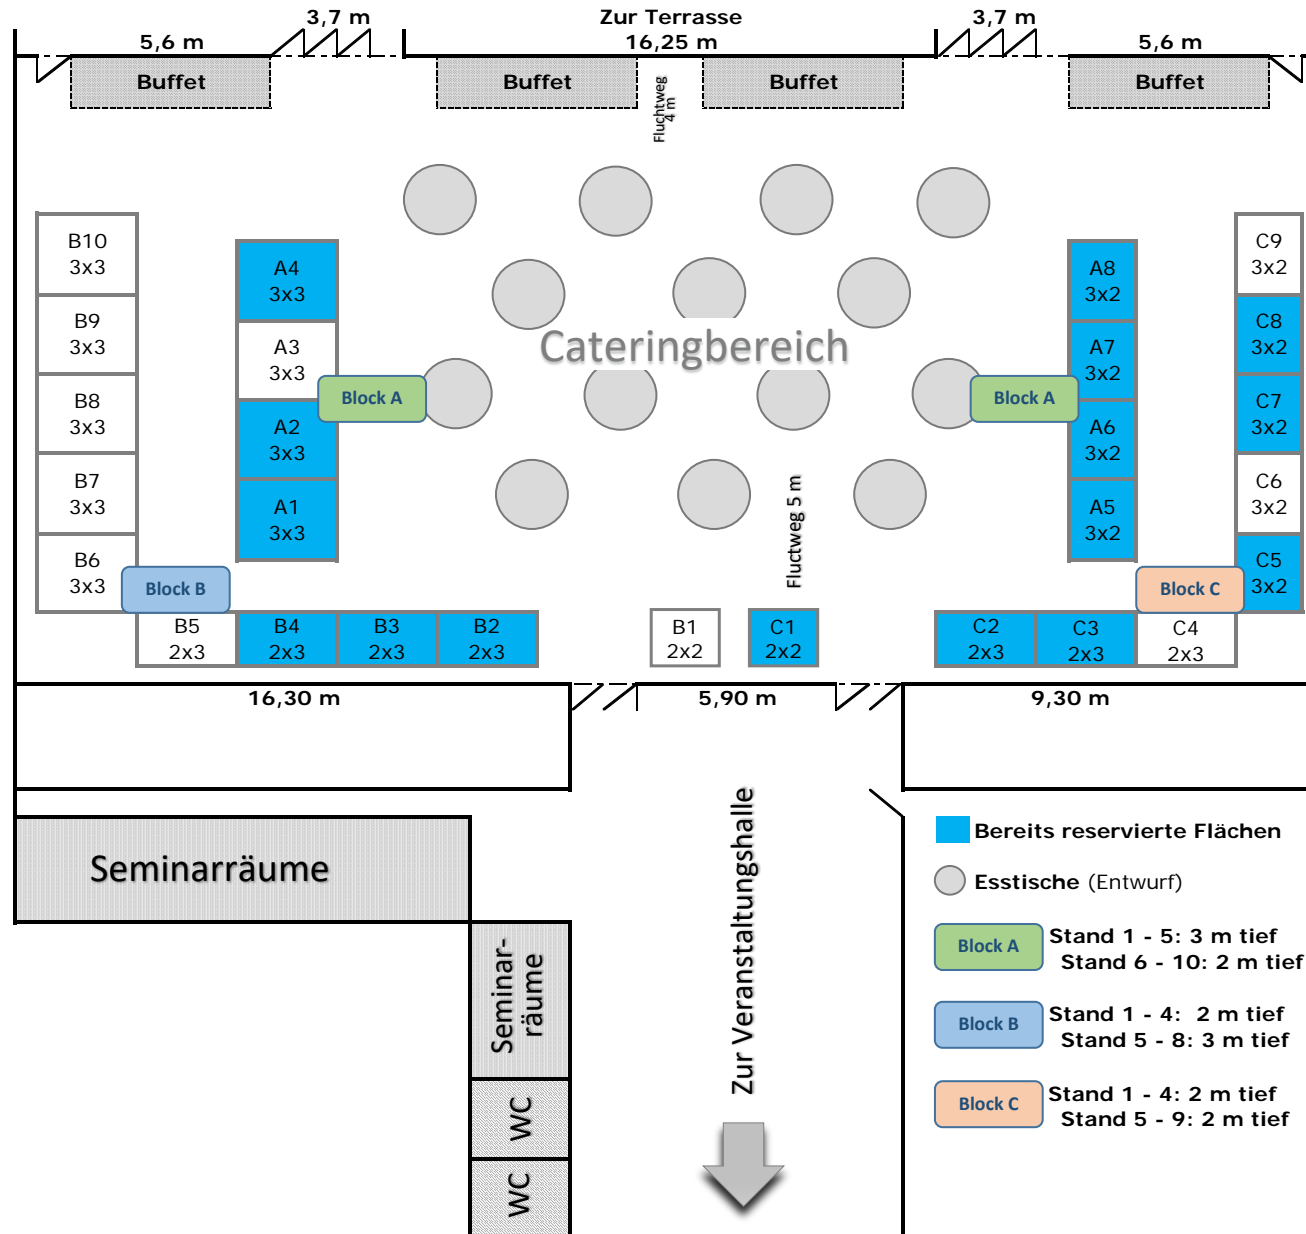 3,7 m
Zur Terrasse
3,7 m
5,6 m
16,25 m
5,6 m
Buffet
Buffet
Buffet
Buffet
Fluchtweg
4 m
B10
3x3
B9
3x3
B8
3x3
B7
3x3
B6
3x3
A4
3x3
A3
3x3
A2
3x3
A1
3x3
Block A
Cateringbereich
Block A
A8
3x2
A7
3x2
A6
3x2
A5
3x2
C9
3x2
C8
3x2
C7
3x2
C6
3x2
C5
3x2
Fluctweg 5 m
Block B
Block C
B5
2x3
B4
2x3
B3
2x3
B2
2x3
B1
2x2
C1
2x2
C2
2x3
C3
2x3
C4
2x3
16,30 m
5,90 m
9,30 m
Seminarräume
Seminar-
räume
WC
WC
Zur Veranstaltungshalle
Bereits reservierte Flächen
Esstische (Entwurf)
Block A
Stand 1 - 5: 3 m tief
Stand 6 - 10: 2 m tief
Block B
Stand 1 - 4: 2 m tief
Stand 5 - 8: 3 m tief
Block C
Stand 1 - 4: 2 m tief
Stand 5 - 9: 2 m tief